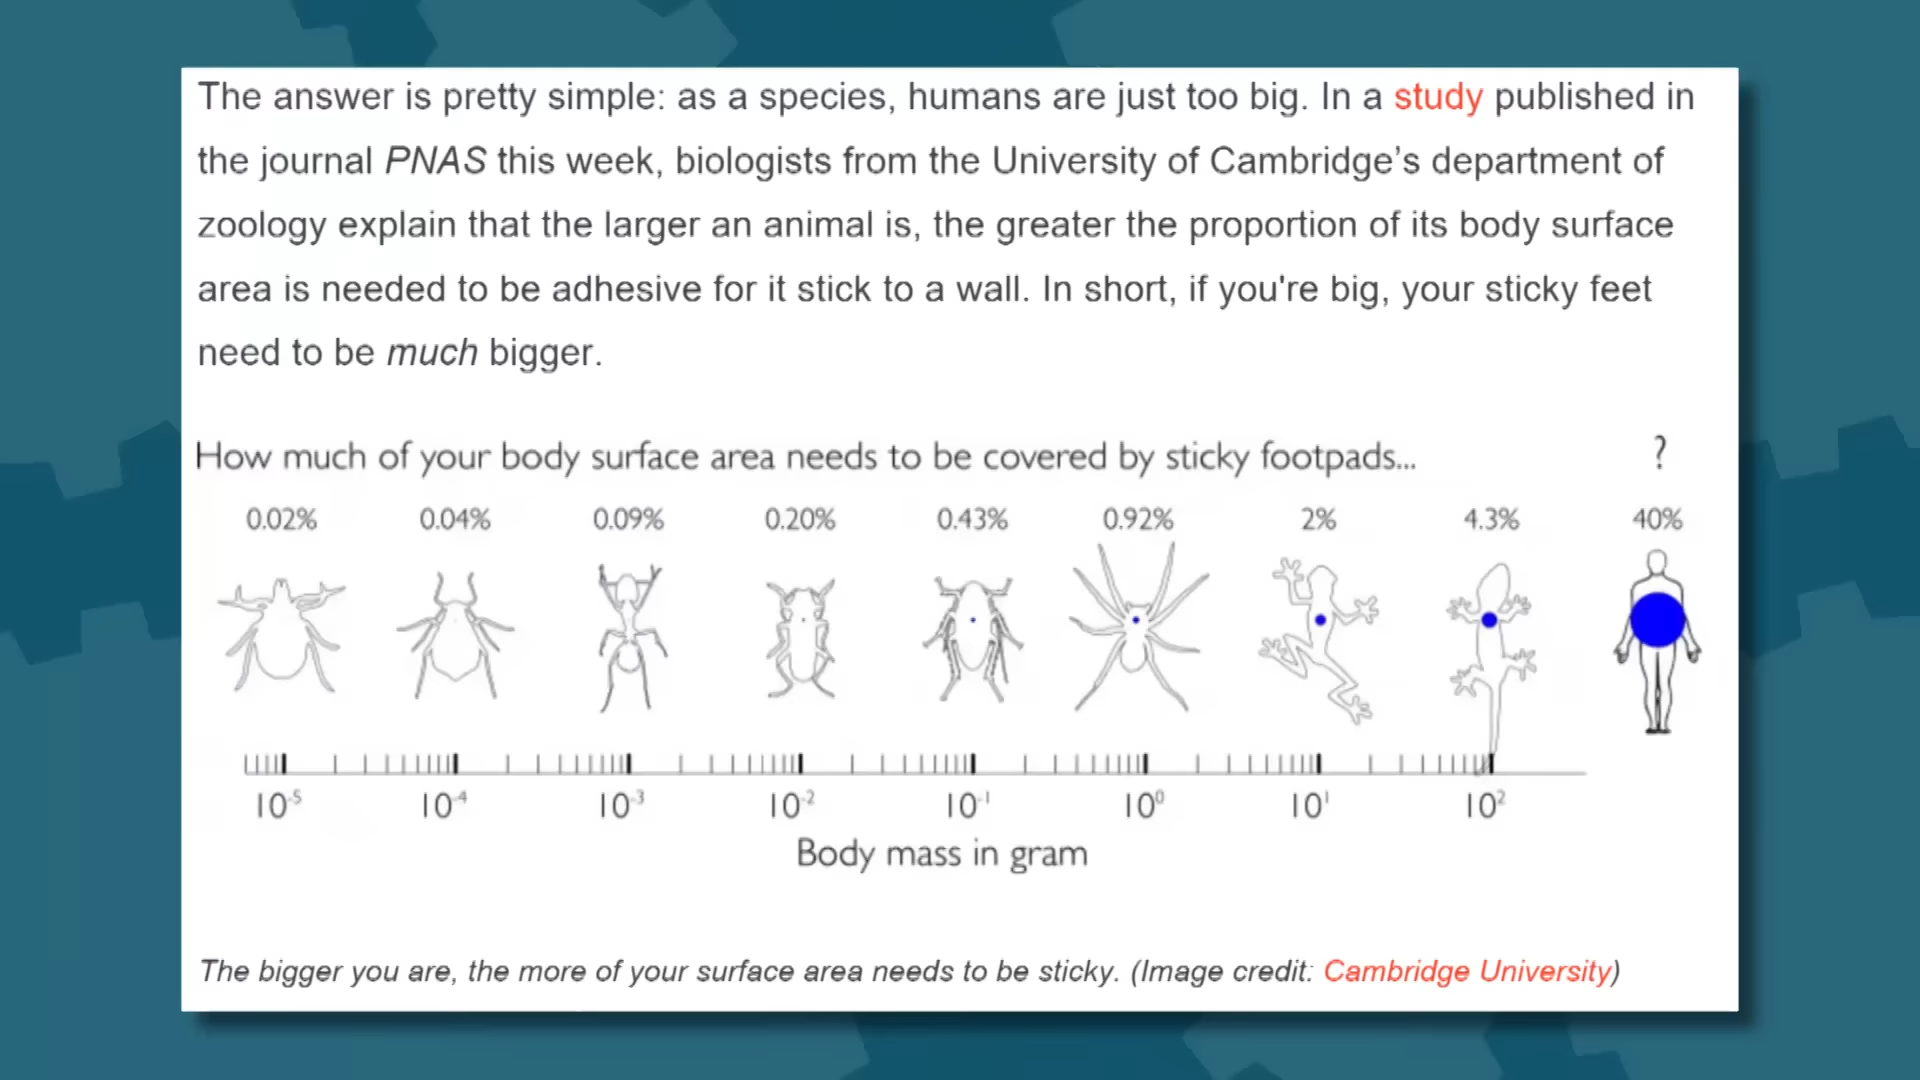 The answer is pretty simple: as a species, humans are just too big. In a study published in
the journal PNAS this week, biologists from the University of Cambridge’s department of
zoology explain that the larger an animal is, the greater the proportion of its body surface
area is needed to be adhesive for it stick to a wall. In short, if you're big, your sticky feet
need to be much bigger.
How much of your body surface area needs to be covered by sticky footpads... ?
0.02% 0.04% 0.09% 0.20% 0.43% 0.92% 2% 4.3% 40%
10⁻⁵ 10⁻⁴ 10⁻³ 10⁻² 10⁻¹ 10⁰ 10¹ 10²
Body mass in gram
The bigger you are, the more of your surface area needs to be sticky. (Image credit: Cambridge University)